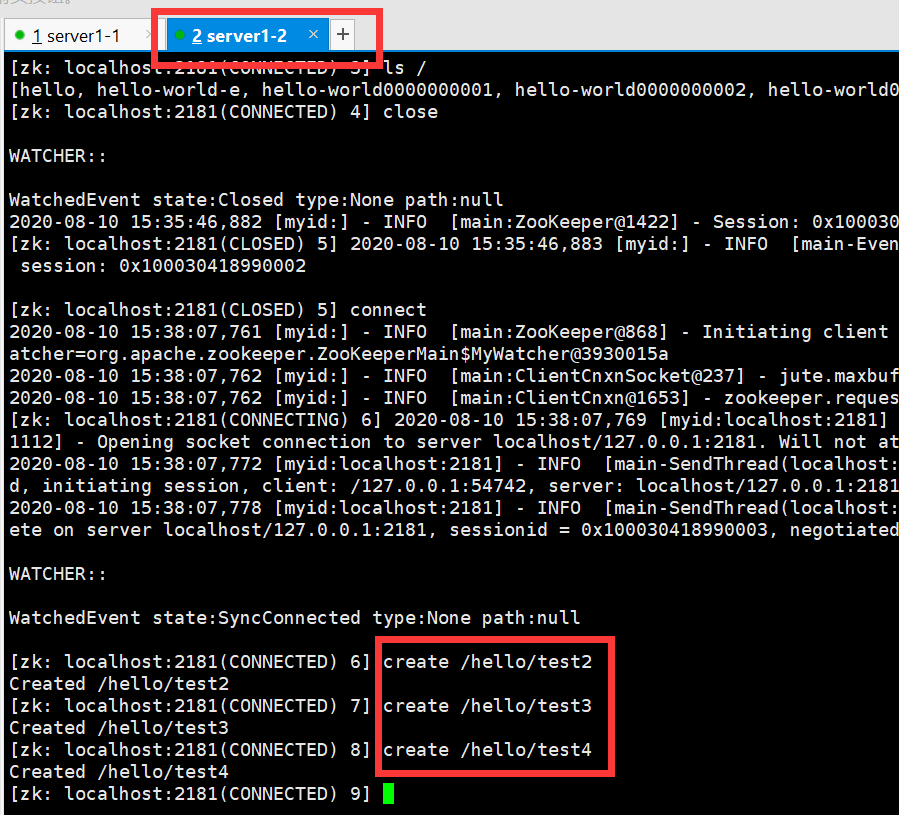 1 server1-1 × 2 server1-2 × +
[zk: localhost:2181(CONNECTED) 3] ls /
[hello, hello-world-e, hello-world0000000001, hello-world0000000002, hello-world0
[zk: localhost:2181(CONNECTED) 4] close
WATCHER::
WatchedEvent state:Closed type:None path:null
2020-08-10 15:35:46,882 [myid:] - INFO  [main:ZooKeeper@1422] - Session: 0x100030
[zk: localhost:2181(CLOSED) 5] 2020-08-10 15:35:46,883 [myid:] - INFO  [main-Even
 session: 0x100030418990002
[zk: localhost:2181(CLOSED) 5] connect
2020-08-10 15:38:07,761 [myid:] - INFO  [main:ZooKeeper@868] - Initiating client
atcher=org.apache.zookeeper.ZooKeeperMain$MyWatcher@3930015a
2020-08-10 15:38:07,762 [myid:] - INFO  [main:ClientCnxnSocket@237] - jute.maxbuf
2020-08-10 15:38:07,762 [myid:] - INFO  [main:ClientCnxn@1653] - zookeeper.reques
[zk: localhost:2181(CONNECTING) 6] 2020-08-10 15:38:07,769 [myid:localhost:2181]
1112] - Opening socket connection to server localhost/127.0.0.1:2181. Will not at
2020-08-10 15:38:07,772 [myid:localhost:2181] - INFO  [main-SendThread(localhost:
d, initiating session, client: /127.0.0.1:54742, server: localhost/127.0.0.1:2181
2020-08-10 15:38:07,778 [myid:localhost:2181] - INFO  [main-SendThread(localhost:
ete on server localhost/127.0.0.1:2181, sessionid = 0x100030418990003, negotiated
WATCHER::
WatchedEvent state:SyncConnected type:None path:null
[zk: localhost:2181(CONNECTED) 6] create /hello/test2
Created /hello/test2
[zk: localhost:2181(CONNECTED) 7] create /hello/test3
Created /hello/test3
[zk: localhost:2181(CONNECTED) 8] create /hello/test4
Created /hello/test4
[zk: localhost:2181(CONNECTED) 9]